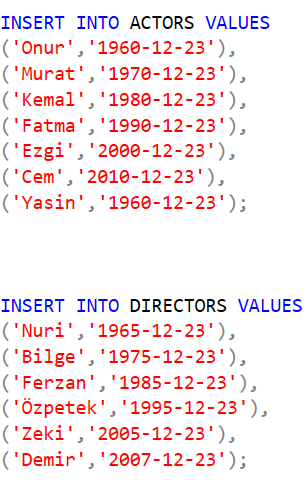 INSERT INTO ACTORS VALUES
('Onur','1960-12-23'),
('Murat','1970-12-23'),
('Kemal','1980-12-23'),
('Fatma','1990-12-23'),
('Ezgi','2000-12-23'),
('Cem','2010-12-23'),
('Yasin','1960-12-23');
INSERT INTO DIRECTORS VALUES
('Nuri','1965-12-23'),
('Bilge','1975-12-23'),
('Ferzan','1985-12-23'),
('Özpetek','1995-12-23'),
('Zeki','2005-12-23'),
('Demir','2007-12-23');